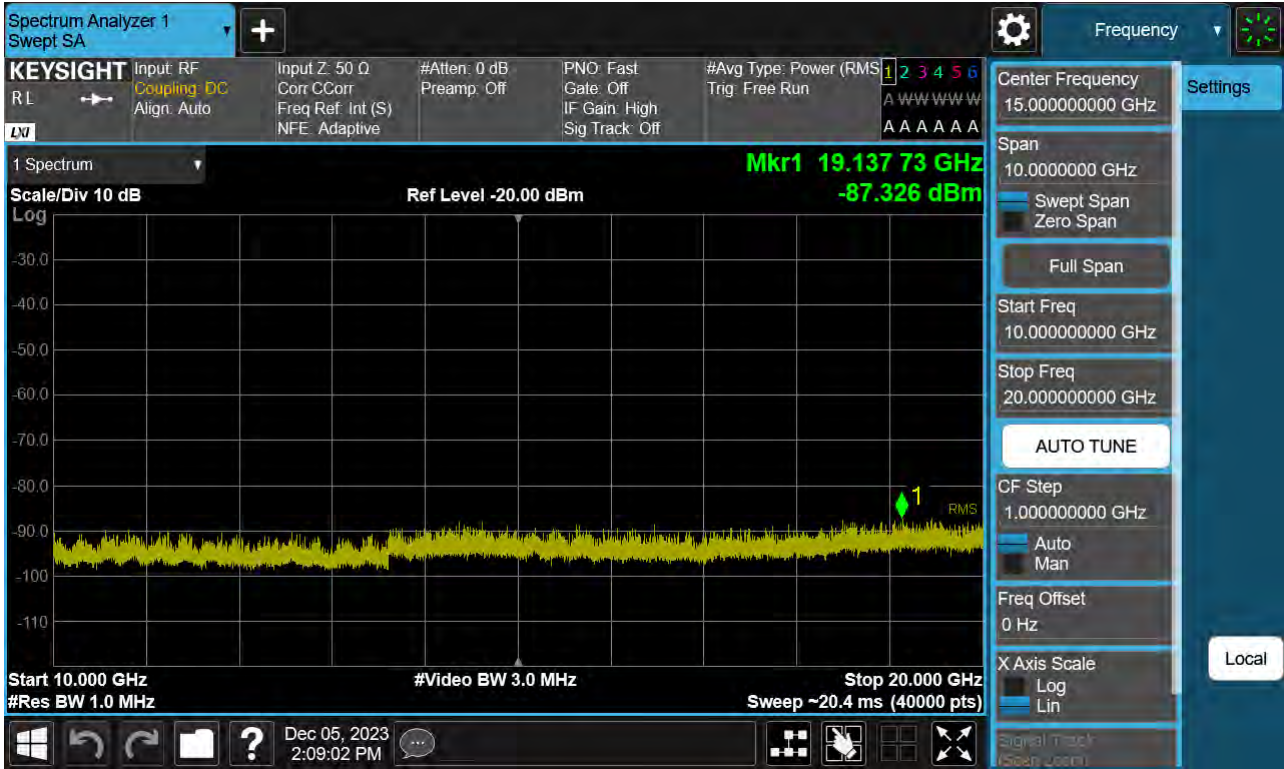 Spectrum Analyzer 1
Swept SA
Frequency
KEYSIGHT
RL
LXI
Input: RF
Coupling: DC
Align: Auto
Input Z: 50 Ω
Corr CCorr
Freq Ref: Int (S)
NFE: Adaptive
#Atten: 0 dB
Preamp: Off
PNO: Fast
Gate: Off
IF Gain: High
Sig Track: Off
#Avg Type: Power (RMS
Trig: Free Run
1 2 3 4 5 6
A W W W W W
A A A A A A
1 Spectrum
Mkr1 19.137 73 GHz
-87.326 dBm
Scale/Div 10 dB
Ref Level -20.00 dBm
Log
-30.0
-40.0
-50.0
-60.0
-70.0
-80.0
-90.0
-100
-110
1
RMS
Start 10.000 GHz
#Video BW 3.0 MHz
Stop 20.000 GHz
#Res BW 1.0 MHz
Sweep ~20.4 ms (40000 pts)
Center Frequency
15.000000000 GHz
Settings
Span
10.0000000 GHz
Swept Span
Zero Span
Full Span
Start Freq
10.000000000 GHz
Stop Freq
20.000000000 GHz
AUTO TUNE
CF Step
1.000000000 GHz
Auto
Man
Freq Offset
0 Hz
X Axis Scale
Log
Lin
Signal Track
(Span Zoom)
Local
?
Dec 05, 2023
2:09:02 PM